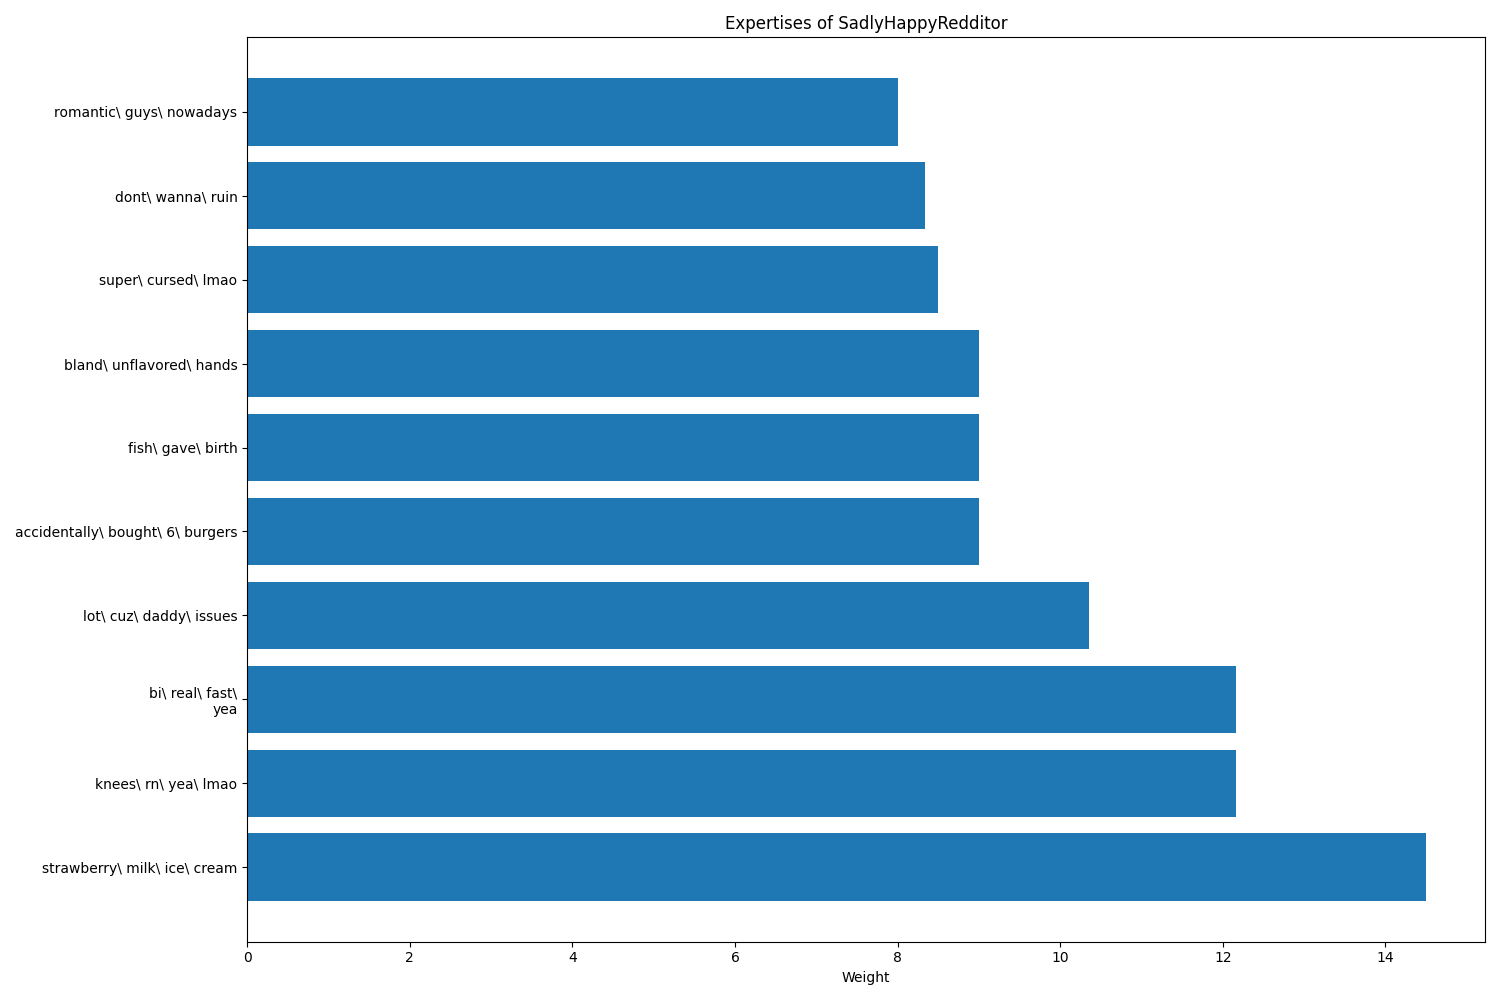 Expertises of SadlyHappyRedditor
romantic\ guys\ nowadays
dont\ wanna\ ruin
super\ cursed\ lmao
bland\ unflavored\ hands
fish\ gave\ birth
accidentally\ bought\ 6\ burgers
lot\ cuz\ daddy\ issues
bi\ real\ fast\
yea
knees\ rn\ yea\ lmao
strawberry\ milk\ ice\ cream
0 2 4 6 8 10 12 14
Weight